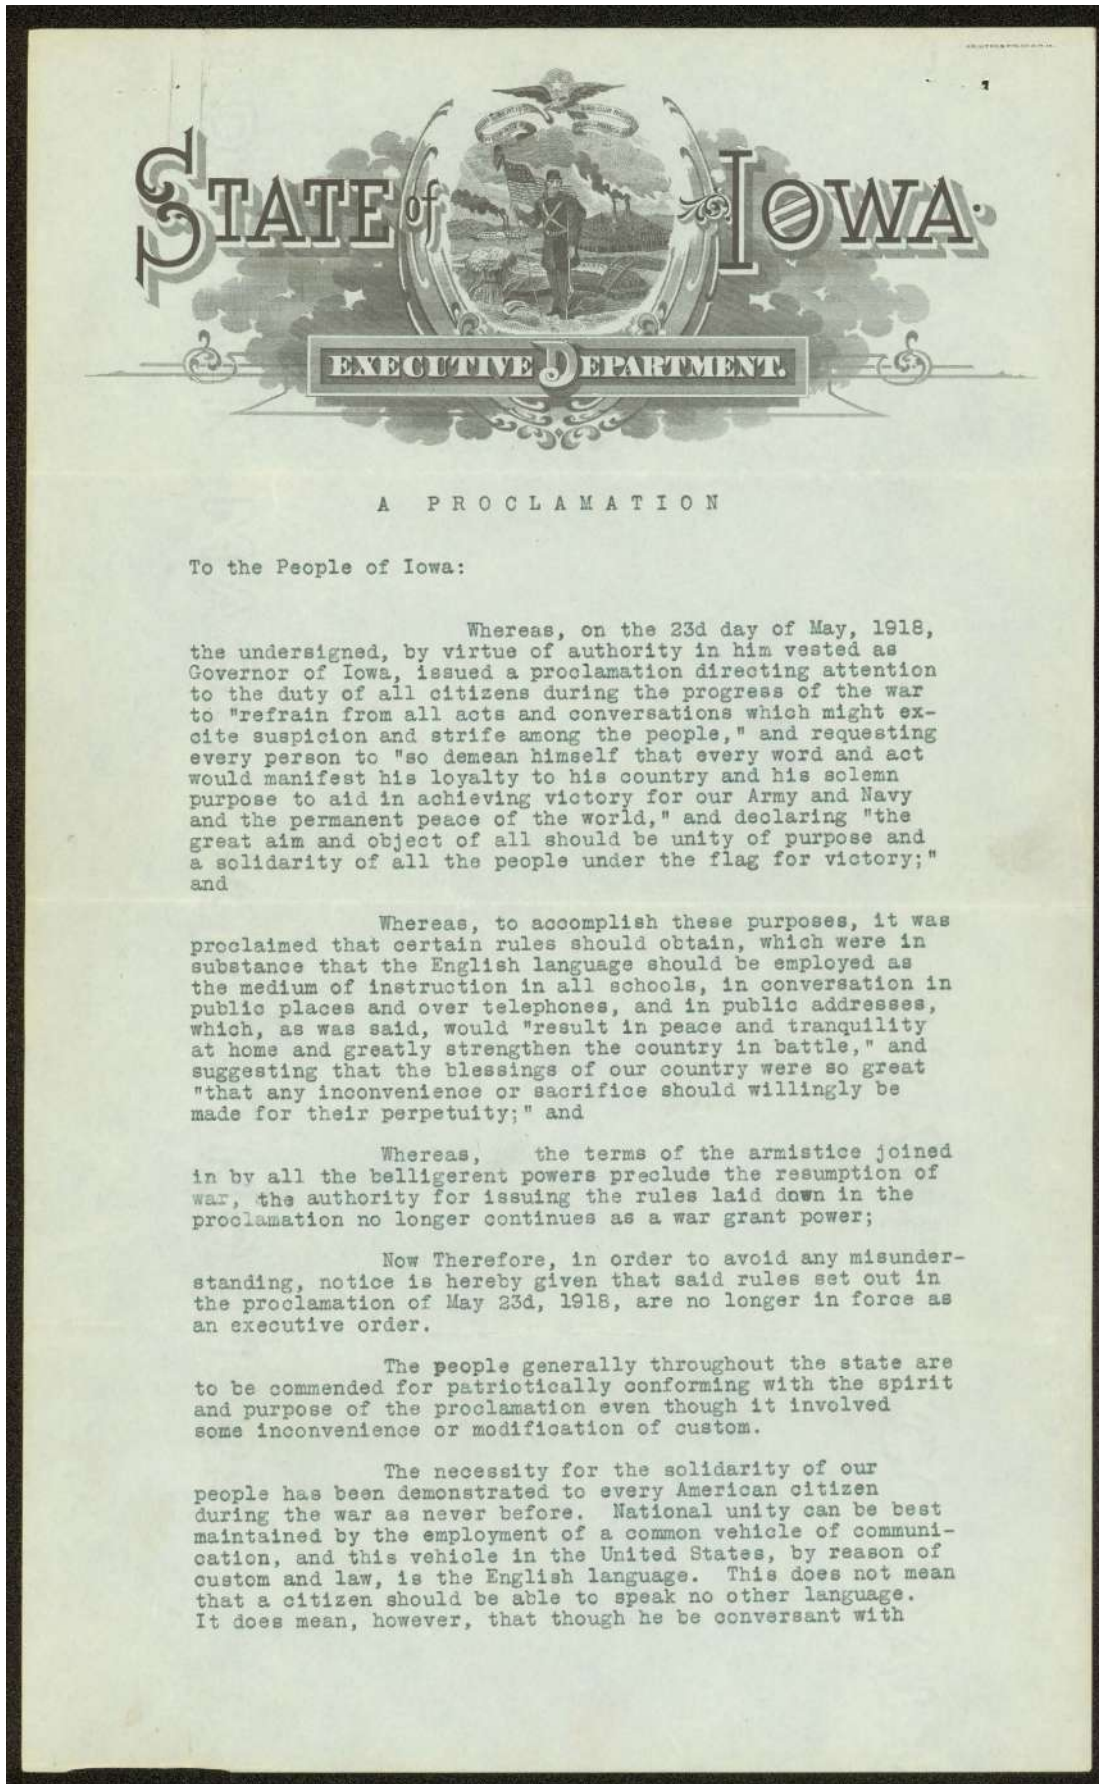 STATE of IOWA.
EXECUTIVE DEPARTMENT.
A PROCLAMATION
To the People of Iowa:
Whereas, on the 23d day of May, 1918,
the undersigned, by virtue of authority in him vested as
Governor of Iowa, issued a proclamation directing attention
to the duty of all citizens during the progress of the war
to "refrain from all acts and conversations which might ex-
cite suspicion and strife among the people," and requesting
every person to "so demean himself that every word and act
would manifest his loyalty to his country and his solemn
purpose to aid in achieving victory for our Army and Navy
and the permanent peace of the world," and declaring "the
great aim and object of all should be unity of purpose and
a solidarity of all the people under the flag for victory;"
and
Whereas, to accomplish these purposes, it was
proclaimed that certain rules should obtain, which were in
substance that the English language should be employed as
the medium of instruction in all schools, in conversation in
public places and over telephones, and in public addresses,
which, as was said, would "result in peace and tranquility
at home and greatly strengthen the country in battle," and
suggesting that the blessings of our country were so great
"that any inconvenience or sacrifice should willingly be
made for their perpetuity;" and
Whereas, the terms of the armistice joined
in by all the belligerent powers preclude the resumption of
war, the authority for issuing the rules laid down in the
proclamation no longer continues as a war grant power;
Now Therefore, in order to avoid any misunder-
standing, notice is hereby given that said rules set out in
the proclamation of May 23d, 1918, are no longer in force as
an executive order.
The people generally throughout the state are
to be commended for patriotically conforming with the spirit
and purpose of the proclamation even though it involved
some inconvenience or modification of custom.
The necessity for the solidarity of our
people has been demonstrated to every American citizen
during the war as never before. National unity can be best
maintained by the employment of a common vehicle of communi-
cation, and this vehicle in the United States, by reason of
custom and law, is the English language. This does not mean
that a citizen should be able to speak no other language.
It does mean, however, that though he be conversant with